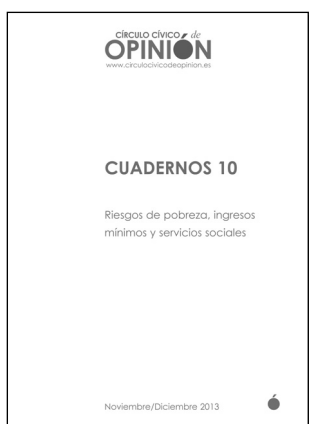 CÍRCULO CÍVICO de
OPINIÓN
www.circulocivicodeopinion.es
CUADERNOS 10
Riesgos de pobreza, ingresos
mínimos y servicios sociales
Noviembre/Diciembre 2013